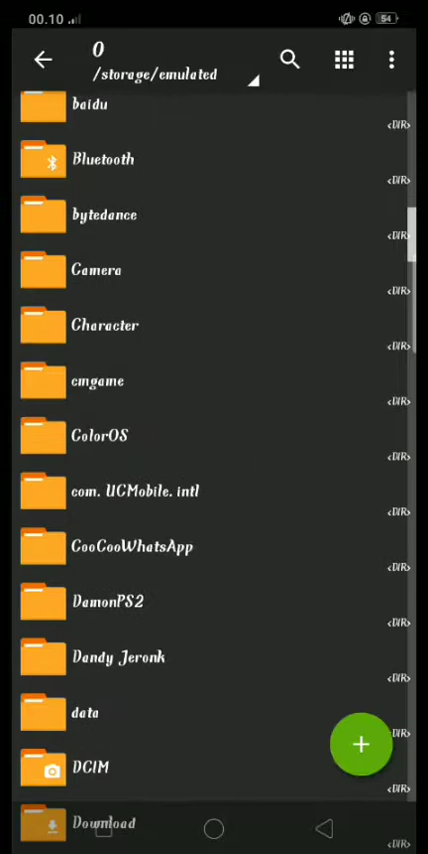 00.10
54
0
/storage/emulated
baidu
<DIR>
Bluetooth
<DIR>
bytedance
<DIR>
Camera
<DIR>
Character
<DIR>
cmgame
<DIR>
ColorOS
<DIR>
com. UCMobile. intl
<DIR>
CooCooWhatsApp
<DIR>
DamonPS2
<DIR>
Dandy Jeronk
<DIR>
data
<DIR>
DCIM
<DIR>
Download
<DIR>